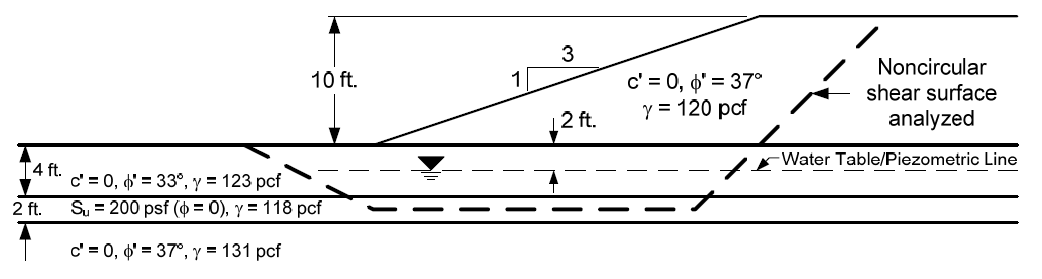 10 ft.
3
1
c' = 0, ϕ' = 37°
γ = 120 pcf
Noncircular
shear surface
analyzed
2 ft.
Water Table/Piezometric Line
4 ft.
c' = 0, ϕ' = 33°, γ = 123 pcf
2 ft.
Su = 200 psf (ϕ = 0), γ = 118 pcf
c' = 0, ϕ' = 37°, γ = 131 pcf